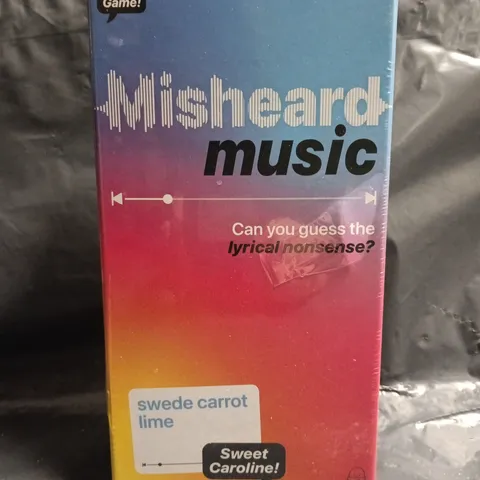 Game!
Misheard
music
Can you guess the
lyrical nonsense?
swede carrot
lime
Sweet
Caroline!